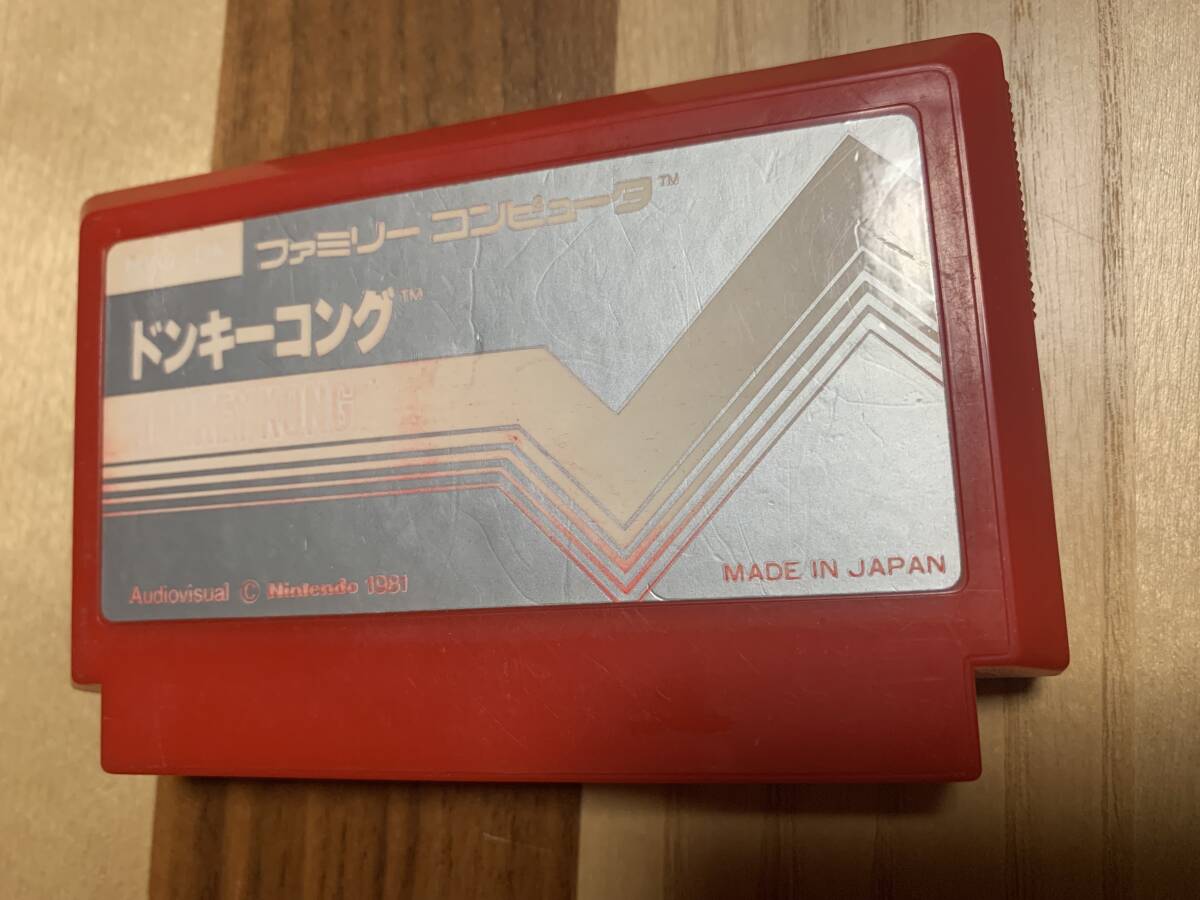 ファミリー コンピュータ™
ドンキーコング™
KONG
Audiovisual © Nintendo 1981
MADE IN JAPAN